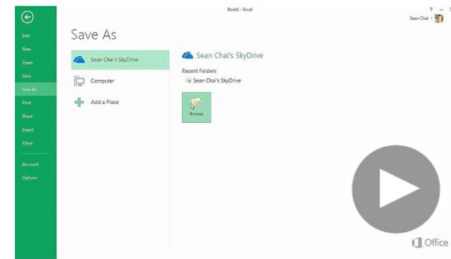 Book1 - Excel
Sean Chai
Info
New
Open
Save
Save As
Print
Share
Export
Close
Account
Options
Save As
Sean Chai's SkyDrive
Computer
Add a Place
Sean Chai's SkyDrive
Recent Folders
Sean Chai's SkyDrive
Browse
Office